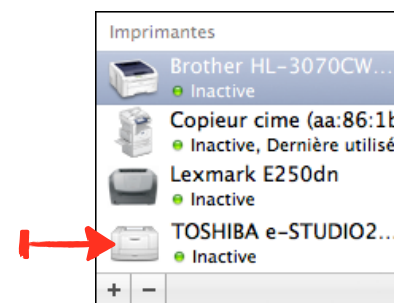 Imprimantes
Brother HL-3070CW...
Inactive
Copieur cime (aa:86:1b
Inactive, Dernière utilisé
Lexmark E250dn
Inactive
TOSHIBA e-STUDIO2...
Inactive
+ −